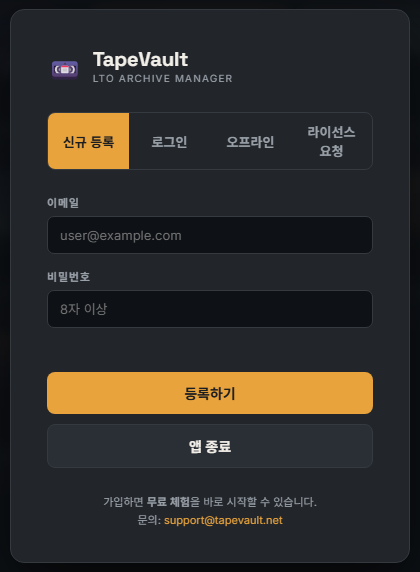 TapeVault
LTO ARCHIVE MANAGER
신규 등록
로그인
오프라인
라이선스
요청
이메일
user@example.com
비밀번호
8자 이상
등록하기
앱 종료
가입하면 무료 체험을 바로 시작할 수 있습니다.
문의: support@tapevault.net